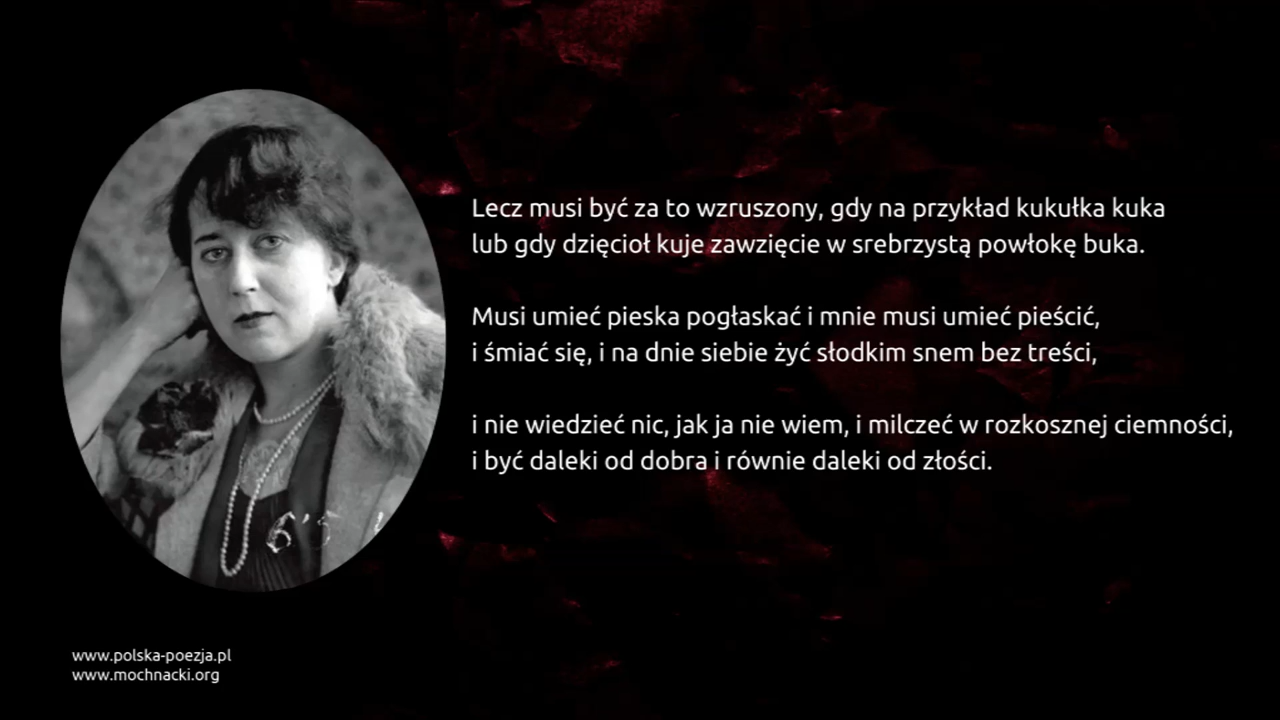 Lecz musi być za to wzruszony, gdy na przykład kukułka kuka
lub gdy dzięcioł kuje zawzięcie w srebrzystą powłokę buka.
Musi umieć pieska pogłaskać i mnie musi umieć pieścić,
i śmiać się, i na dnie siebie żyć słodkim snem bez treści,
i nie wiedzieć nic, jak ja nie wiem, i milczeć w rozkosznej ciemności,
i być daleki od dobra i równie daleki od złości.
6'5
www.polska-poezja.pl
www.mochnacki.org